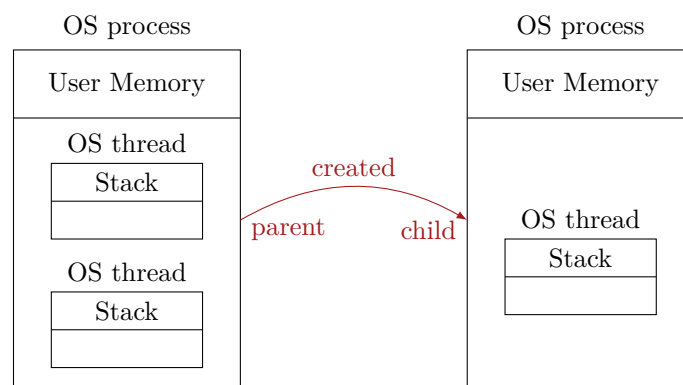 OS process
User Memory
OS thread
Stack
OS thread
Stack
created
parent
child
OS process
User Memory
OS thread
Stack